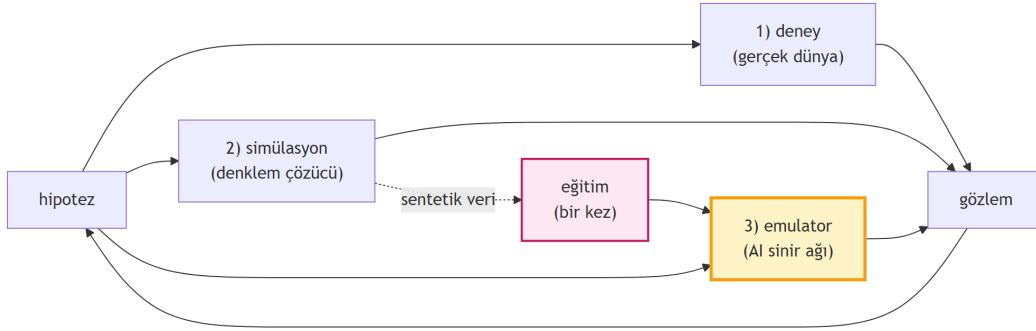 1) deney
(gerçek dünya)
2) simülasyon
(denklem çözücü)
hipotez
sentetik veri
eğitim
(bir kez)
3) emulator
(AI sinir ağı)
gözlem